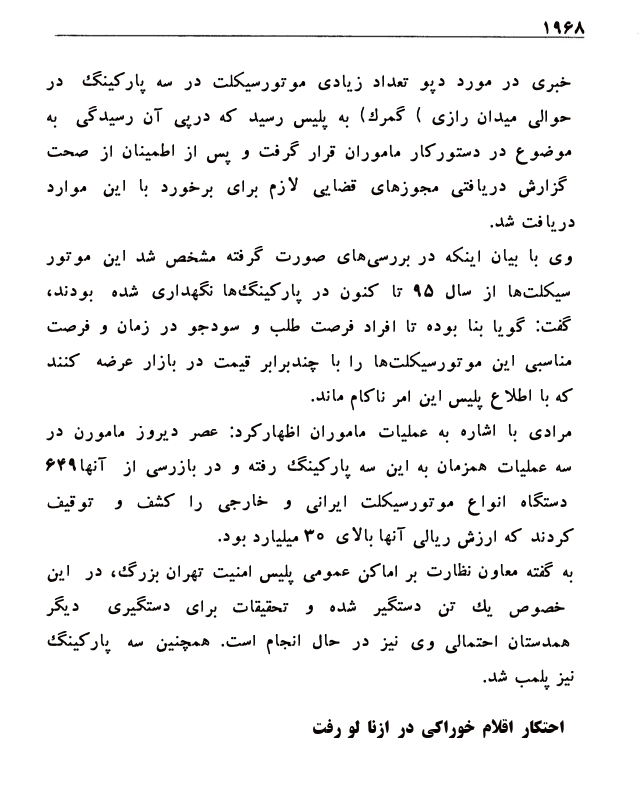 ۱۹۶۸
خبری در مورد دپو تعداد زیادی موتورسیکلت در سه پارکینگ در
حوالی میدان رازی ) گمرك) به پلیس رسید که درپی آن رسیدگی به
موضوع در دستورکار ماموران قرار گرفت و پس از اطمینان از صحت
گزارش دریافتی مجوزهای قضایی لازم برای برخورد با این موارد
دریافت شد.
وی با بیان اینکه در بررسی‌های صورت گرفته مشخص شد این موتور
سیکلت‌ها از سال ۹۵ تا کنون در پارکینگ‌ها نگهداری شده بودند،
گفت: گویا بنا بوده تا افراد فرصت طلب و سودجو در زمان و فرصت
مناسبی این موتورسیکلت‌ها را با چندبرابر قیمت در بازار عرضه کنند
که با اطلاع پلیس این امر ناکام ماند.
مرادی با اشاره به عملیات ماموران اظهارکرد: عصر دیروز مامورن در
سه عملیات همزمان به این سه پارکینگ رفته و در بازرسی از آنها۶۴۹
دستگاه انواع موتورسیکلت ایرانی و خارجی را کشف و توقیف
کردند که ارزش ریالی آنها بالای ۳۰ میلیارد بود.
به گفته معاون نظارت بر اماکن عمومی پلیس امنیت تهران بزرگ، در این
خصوص یك تن دستگیر شده و تحقیقات برای دستگیری دیگر
همدستان احتمالی وی نیز در حال انجام است. همچنین سه پارکینگ
نیز پلمب شد.
احتکار اقلام خوراکی در ازنا لو رفت